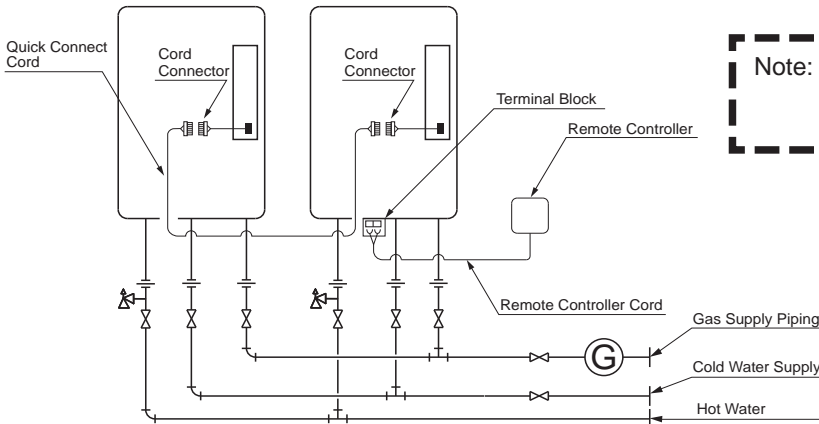 Quick Connect
Cord
Cord
Connector
Cord
Connector
Terminal Block
Remote Controller
Note:
Remote Controller Cord
Gas Supply Piping
G
Cold Water Supply
Hot Water